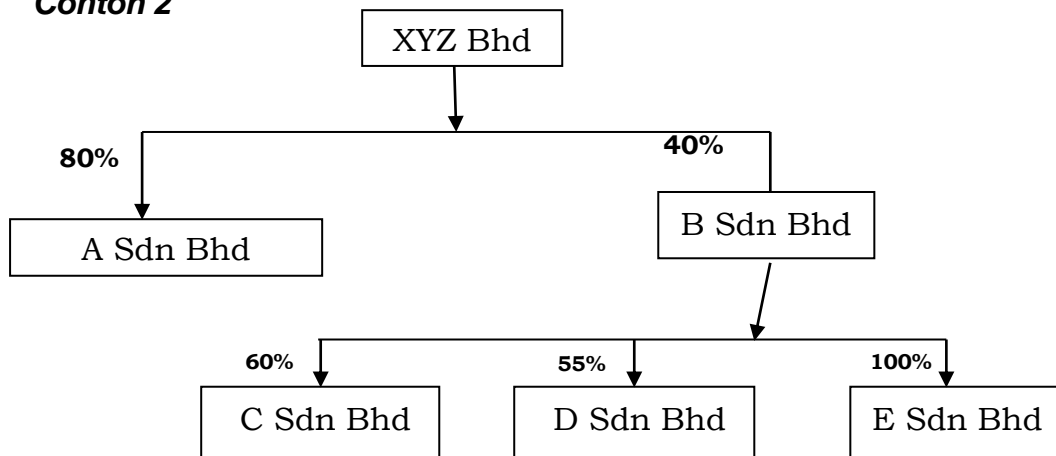 Contoh 2
XYZ Bhd
80%
40%
A Sdn Bhd
B Sdn Bhd
60%
55%
100%
C Sdn Bhd
D Sdn Bhd
E Sdn Bhd